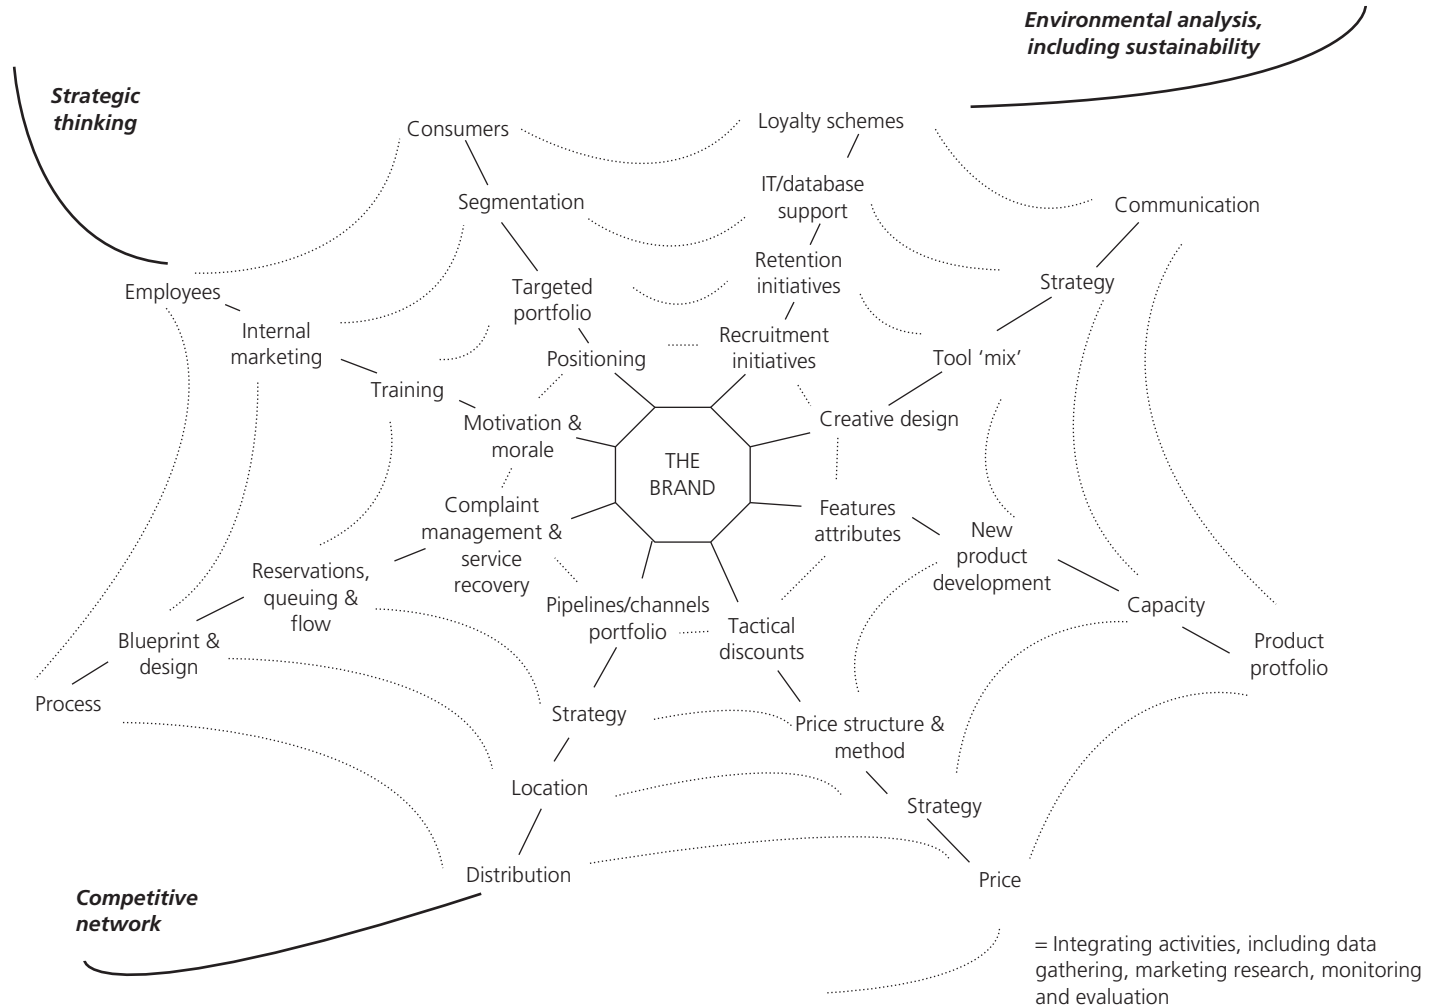 Environmental analysis,
including sustainability
Strategic
thinking
Consumers
Loyalty schemes
Segmentation
IT/database
support
Communication
Employees
Targeted
portfolio
Retention
initiatives
Strategy
Internal
marketing
Positioning
Recruitment
initiatives
Tool ‘mix’
Training
Motivation &
morale
Creative design
THE
BRAND
Complaint
management &
service
recovery
Features
attributes
New
product
development
Reservations,
queuing &
flow
Pipelines/channels
portfolio
Tactical
discounts
Capacity
Blueprint &
design
Product
protfolio
Process
Strategy
Price structure &
method
Location
Strategy
Distribution
Price
Competitive
network
= Integrating activities, including data
gathering, marketing research, monitoring
and evaluation